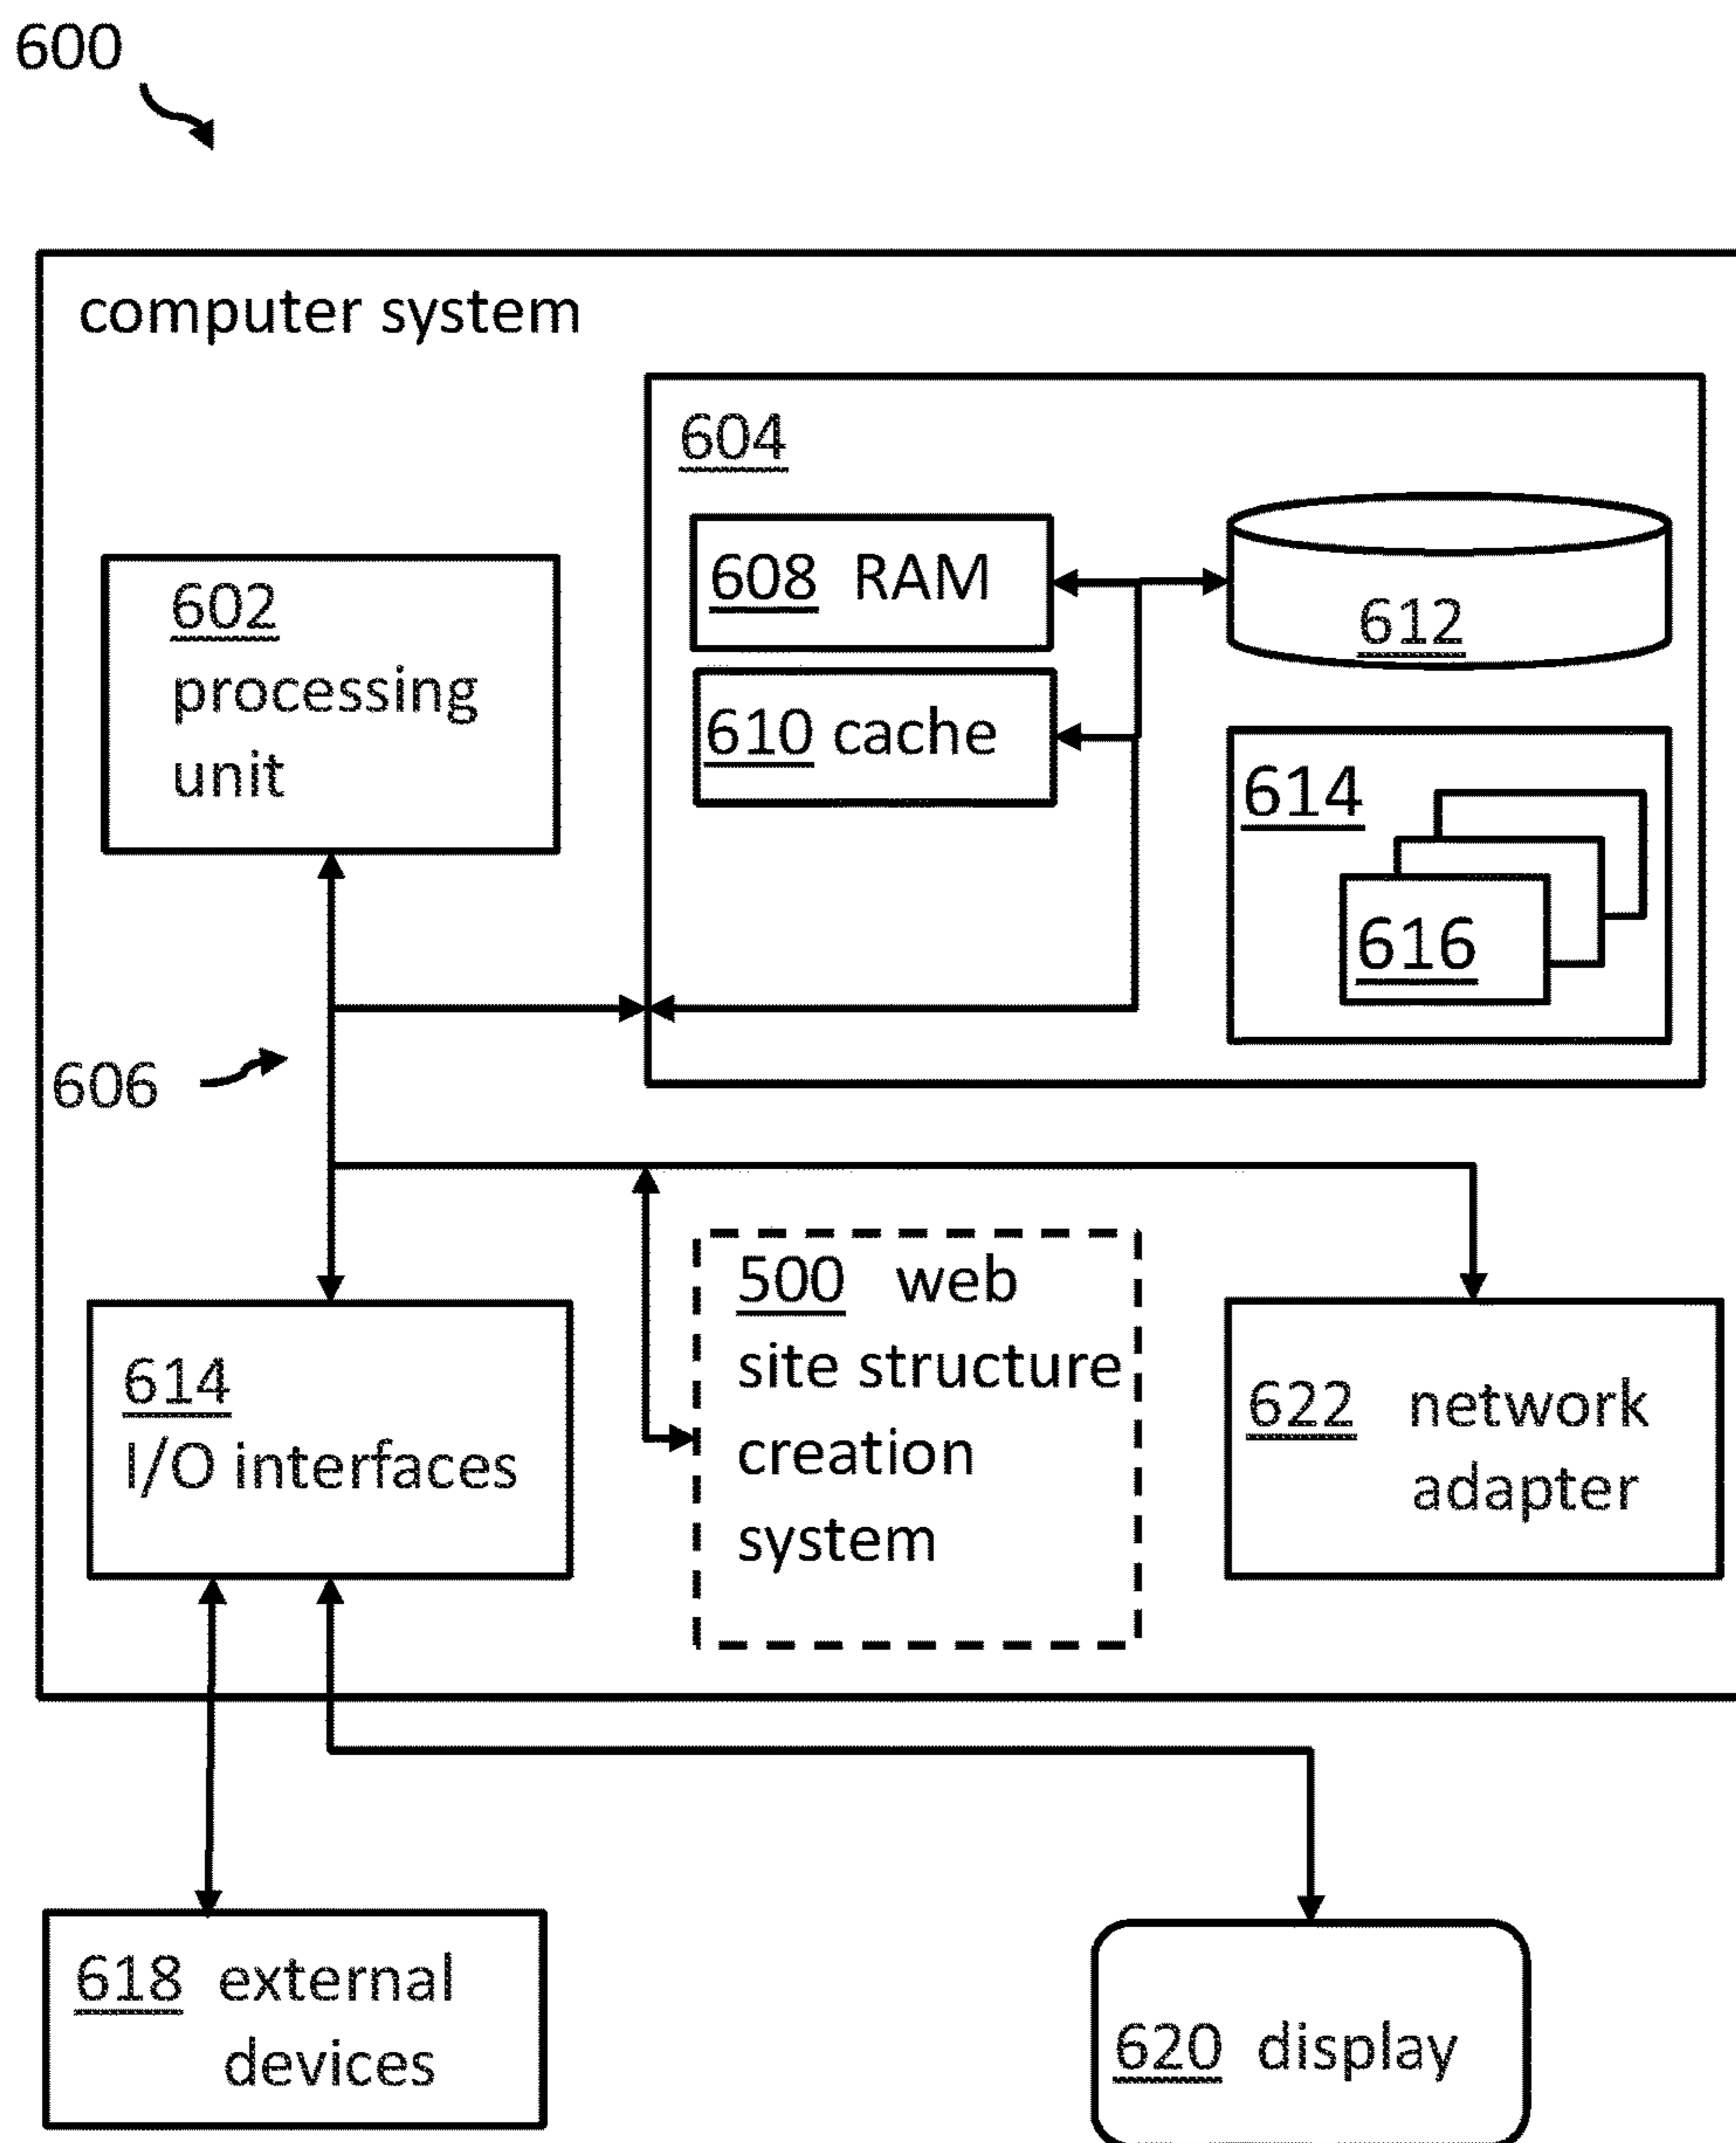 600
computer system
604
608 RAM
612
602
processing
unit
610 cache
614
616
606
500 web
site structure
creation
system
614
I/O interfaces
622 network
adapter
618 external
devices
620 display